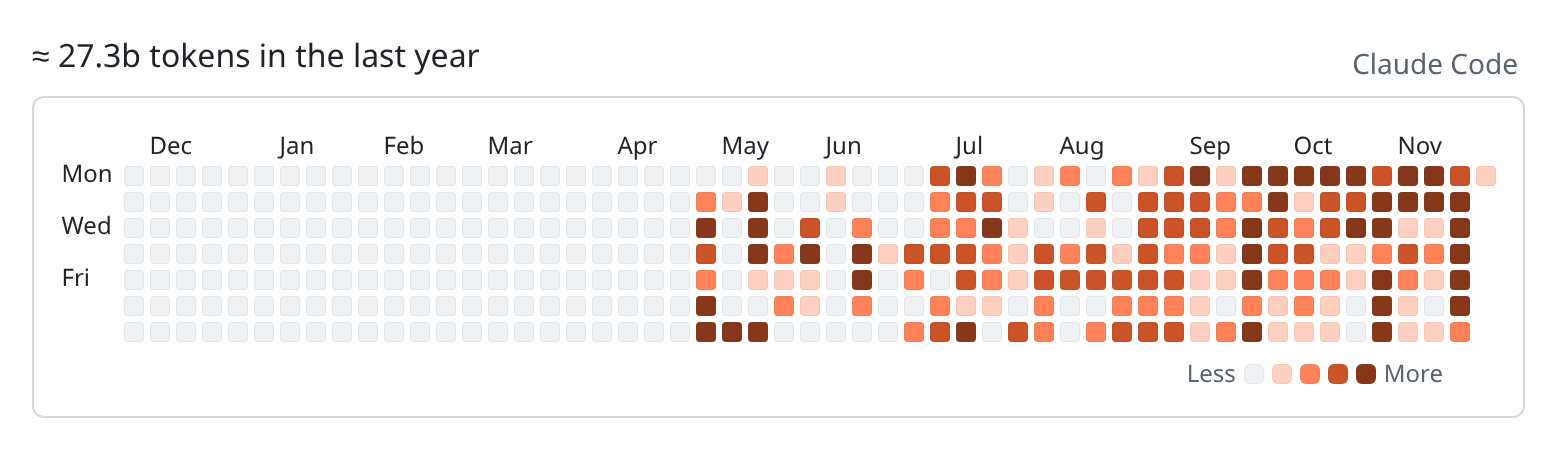 ≈ 27.3b tokens in the last year
Claude Code
Dec Jan Feb Mar Apr May Jun Jul Aug Sep Oct Nov
Mon
Wed
Fri
Less More